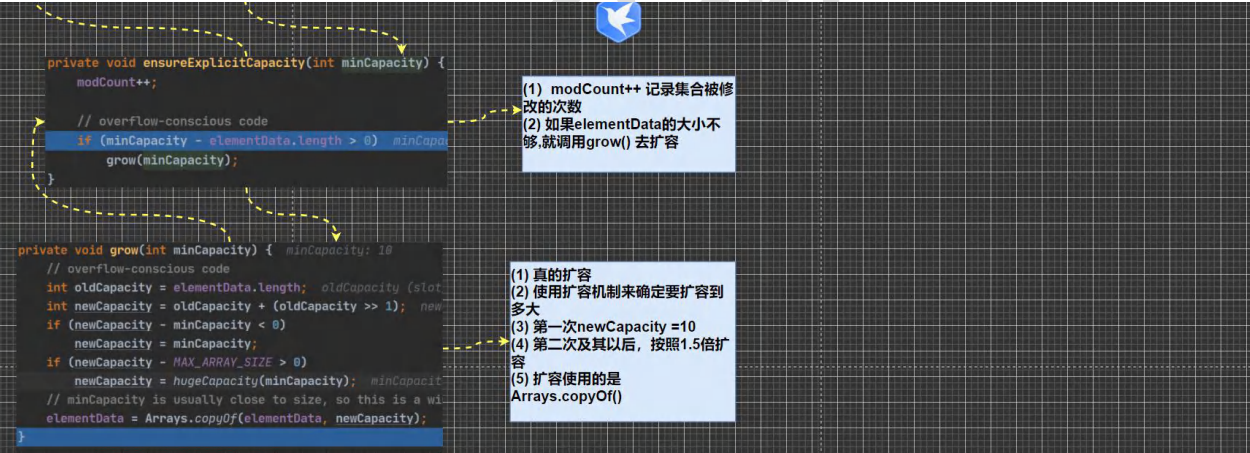 private void ensureExplicitCapacity(int minCapacity) {
modCount++;
// overflow-conscious code
if (minCapacity - elementData.length > 0) minCapac
grow(minCapacity);
}
(1）modCount++ 记录集合被修
改的次数
(2) 如果elementData的大小不
够,就调用grow() 去扩容
private void grow(int minCapacity) { minCapacity: 10
// overflow-conscious code
int oldCapacity = elementData.length; oldCapacity (slat
int newCapacity = oldCapacity + (oldCapacity >> 1); new
if (newCapacity - minCapacity < 0)
newCapacity = minCapacity;
if (newCapacity - MAX_ARRAY_SIZE > 0)
newCapacity = hugeCapacity(minCapacity); minCapacit
// minCapacity is usually close to size, so this is a wi
elementData = Arrays.copyOf(elementData, newCapacity);
}
(1) 真的扩容
(2) 使用扩容机制来确定要扩容到
多大
(3) 第一次newCapacity =10
(4) 第二次及其以后，按照1.5倍扩
容
(5) 扩容使用的是
Arrays.copyOf()